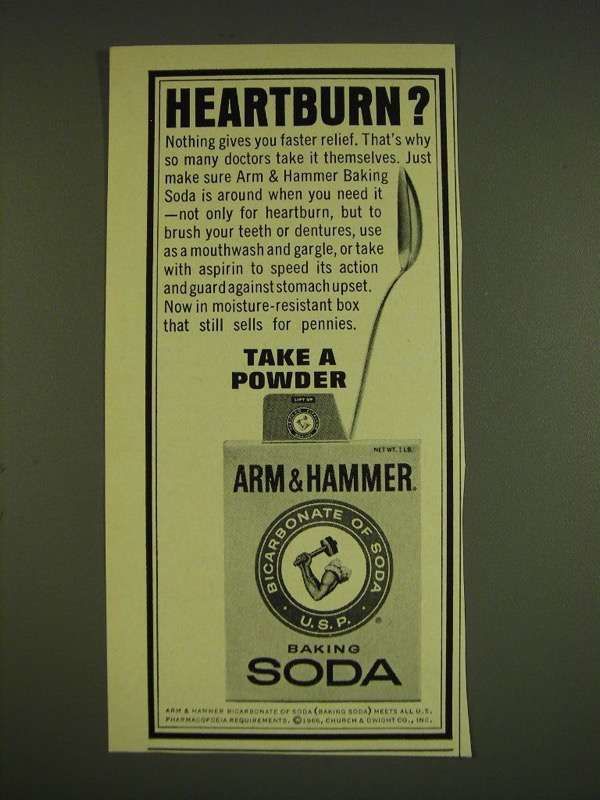 HEARTBURN?
Nothing gives you faster relief. That's why
so many doctors take it themselves. Just
make sure Arm & Hammer Baking
Soda is around when you need it
—not only for heartburn, but to
brush your teeth or dentures, use
as a mouthwash and gargle, or take
with aspirin to speed its action
and guard against stomach upset.
Now in moisture-resistant box
that still sells for pennies.
TAKE A
POWDER
LIFT UP
NET WT. 1 LB.
ARM & HAMMER®
BICARBONATE OF SODA
U.S.P.
®
BAKING
SODA
ARM & HAMMER BICARBONATE OF SODA (BAKING SODA) MEETS ALL U.S.
PHARMACOPOEIA REQUIREMENTS. ©1966, CHURCH & DWIGHT CO., INC.